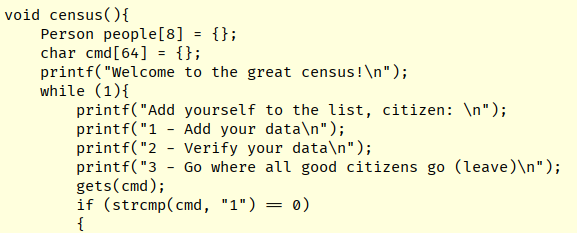 void census(){
    Person people[8] = {};
    char cmd[64] = {};
    printf("Welcome to the great census!\n");
    while (1){
        printf("Add yourself to the list, citizen: \n");
        printf("1 - Add your data\n");
        printf("2 - Verify your data\n");
        printf("3 - Go where all good citizens go (leave)\n");
        gets(cmd);
        if (strcmp(cmd, "1") == 0)
        {